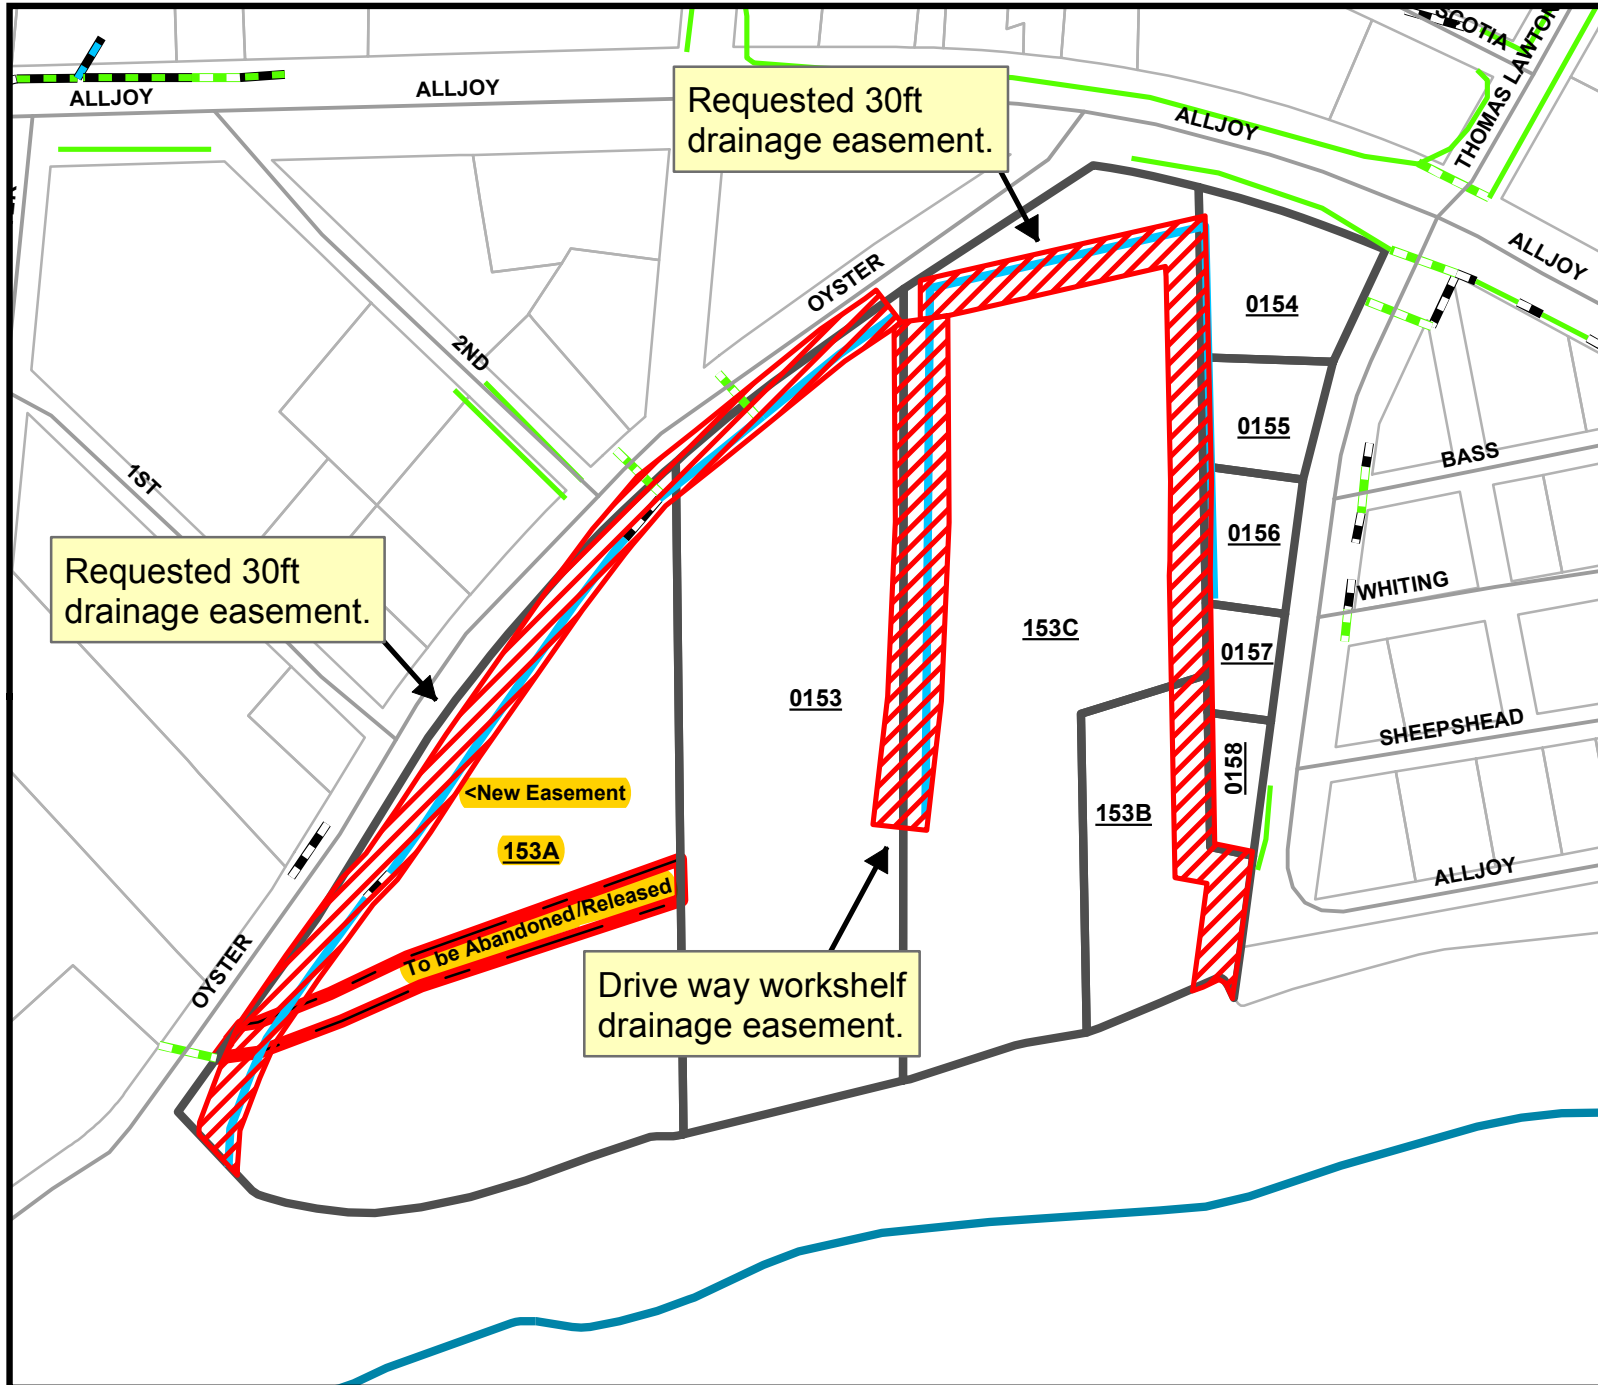 SCOTIA
THOMAS LAWTON
ALLJOY
ALLJOY
Requested 30ft
drainage easement.
ALLJOY
ALLJOY
OYSTER
0154
2ND
0155
BASS
1ST
0156
Requested 30ft
drainage easement.
WHITING
153C
0157
0153
SHEEPSHEAD
0158
<New Easement
153B
153A
ALLJOY
To be Abandoned/Released
OYSTER
Drive way workshelf
drainage easement.